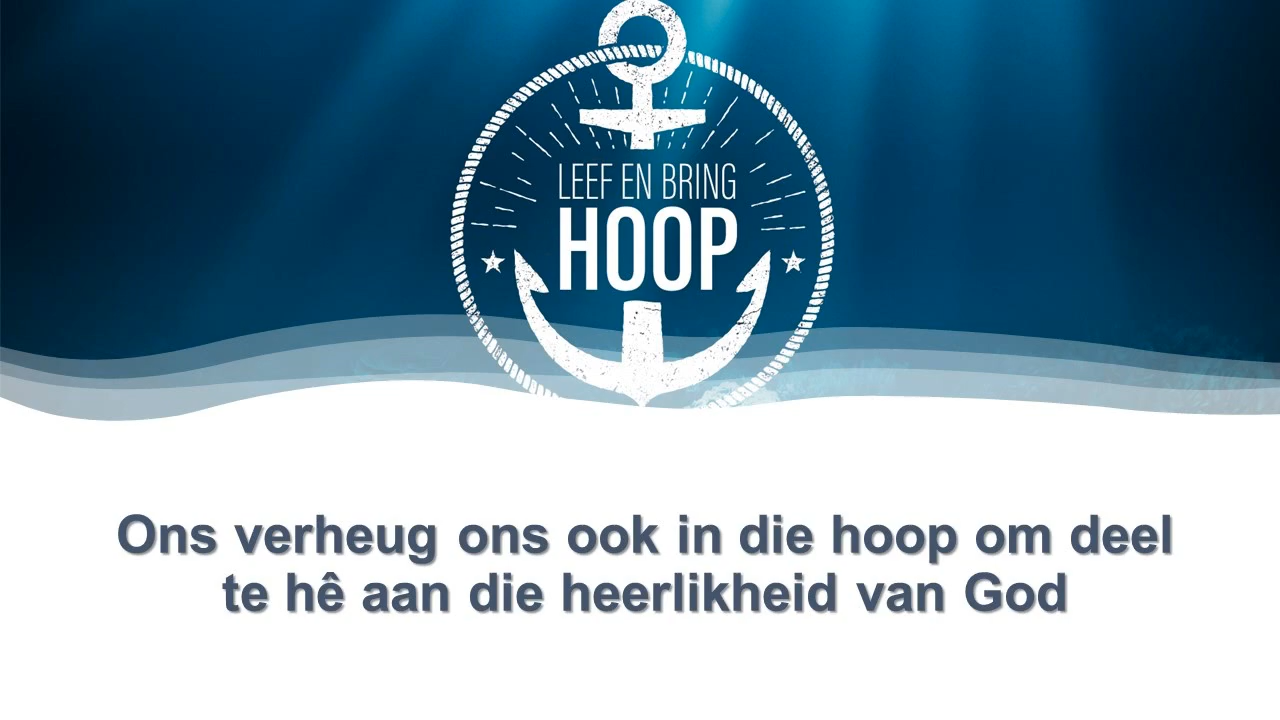 LEEF EN BRING
HOOP
Ons verheug ons ook in die hoop om deel
te hê aan die heerlikheid van God